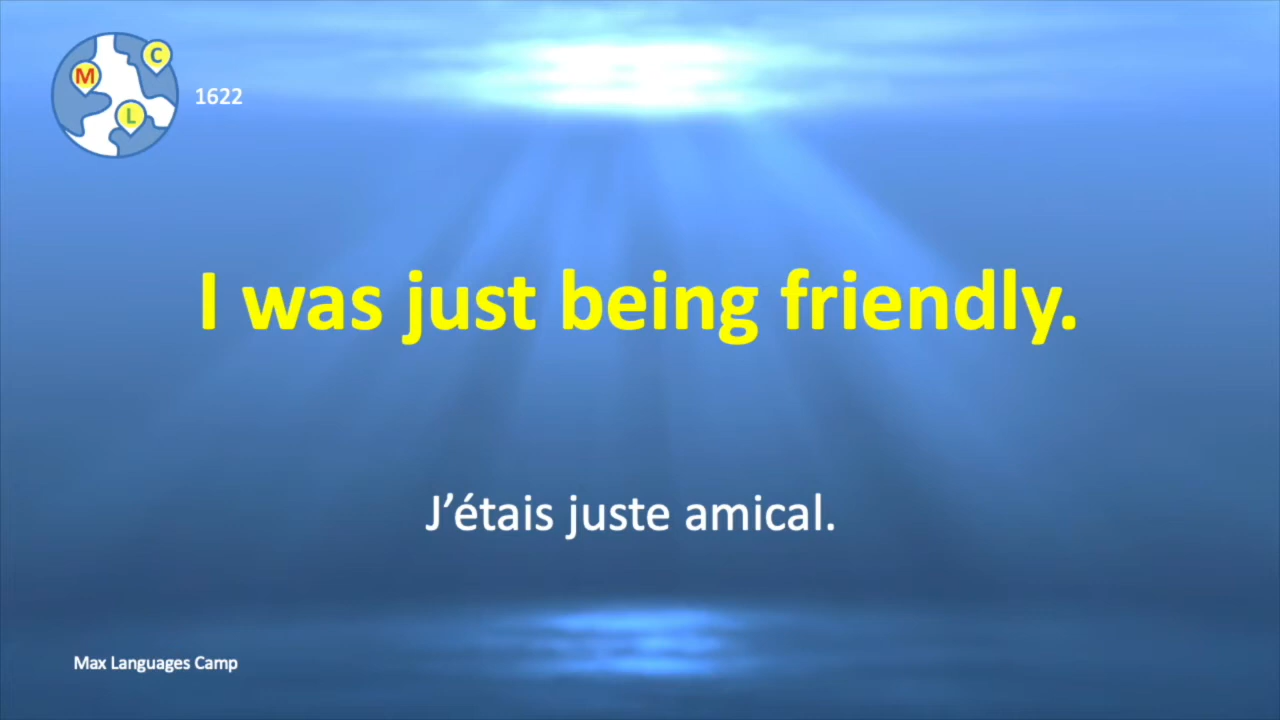 C
M
L
1622
I was just being friendly.
J’étais juste amical.
Max Languages Camp